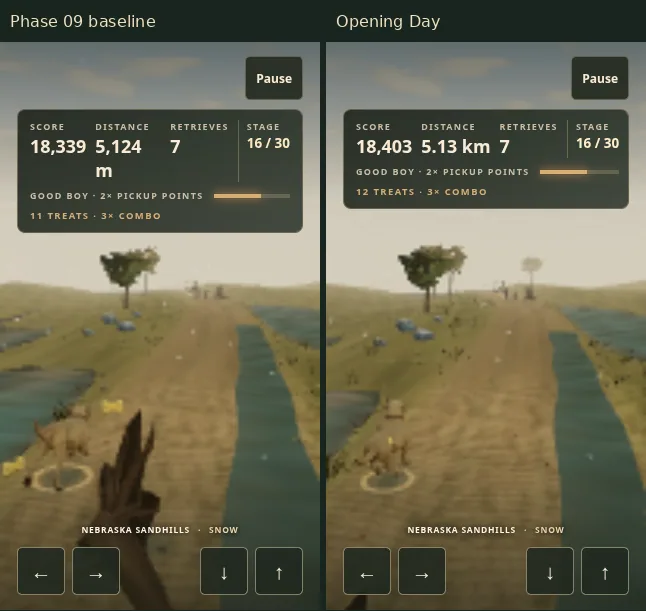 Phase 09 baseline
Pause
SCORE DISTANCE RETRIEVES STAGE
18,339 5,124 m 7 16 / 30
GOOD BOY · 2× PICKUP POINTS
11 TREATS · 3× COMBO
NEBRASKA SANDHILLS · SNOW
← → ↓ ↑
Opening Day
Pause
SCORE DISTANCE RETRIEVES STAGE
18,403 5.13 km 7 16 / 30
GOOD BOY · 2× PICKUP POINTS
12 TREATS · 3× COMBO
NEBRASKA SANDHILLS · SNOW
← → ↓ ↑